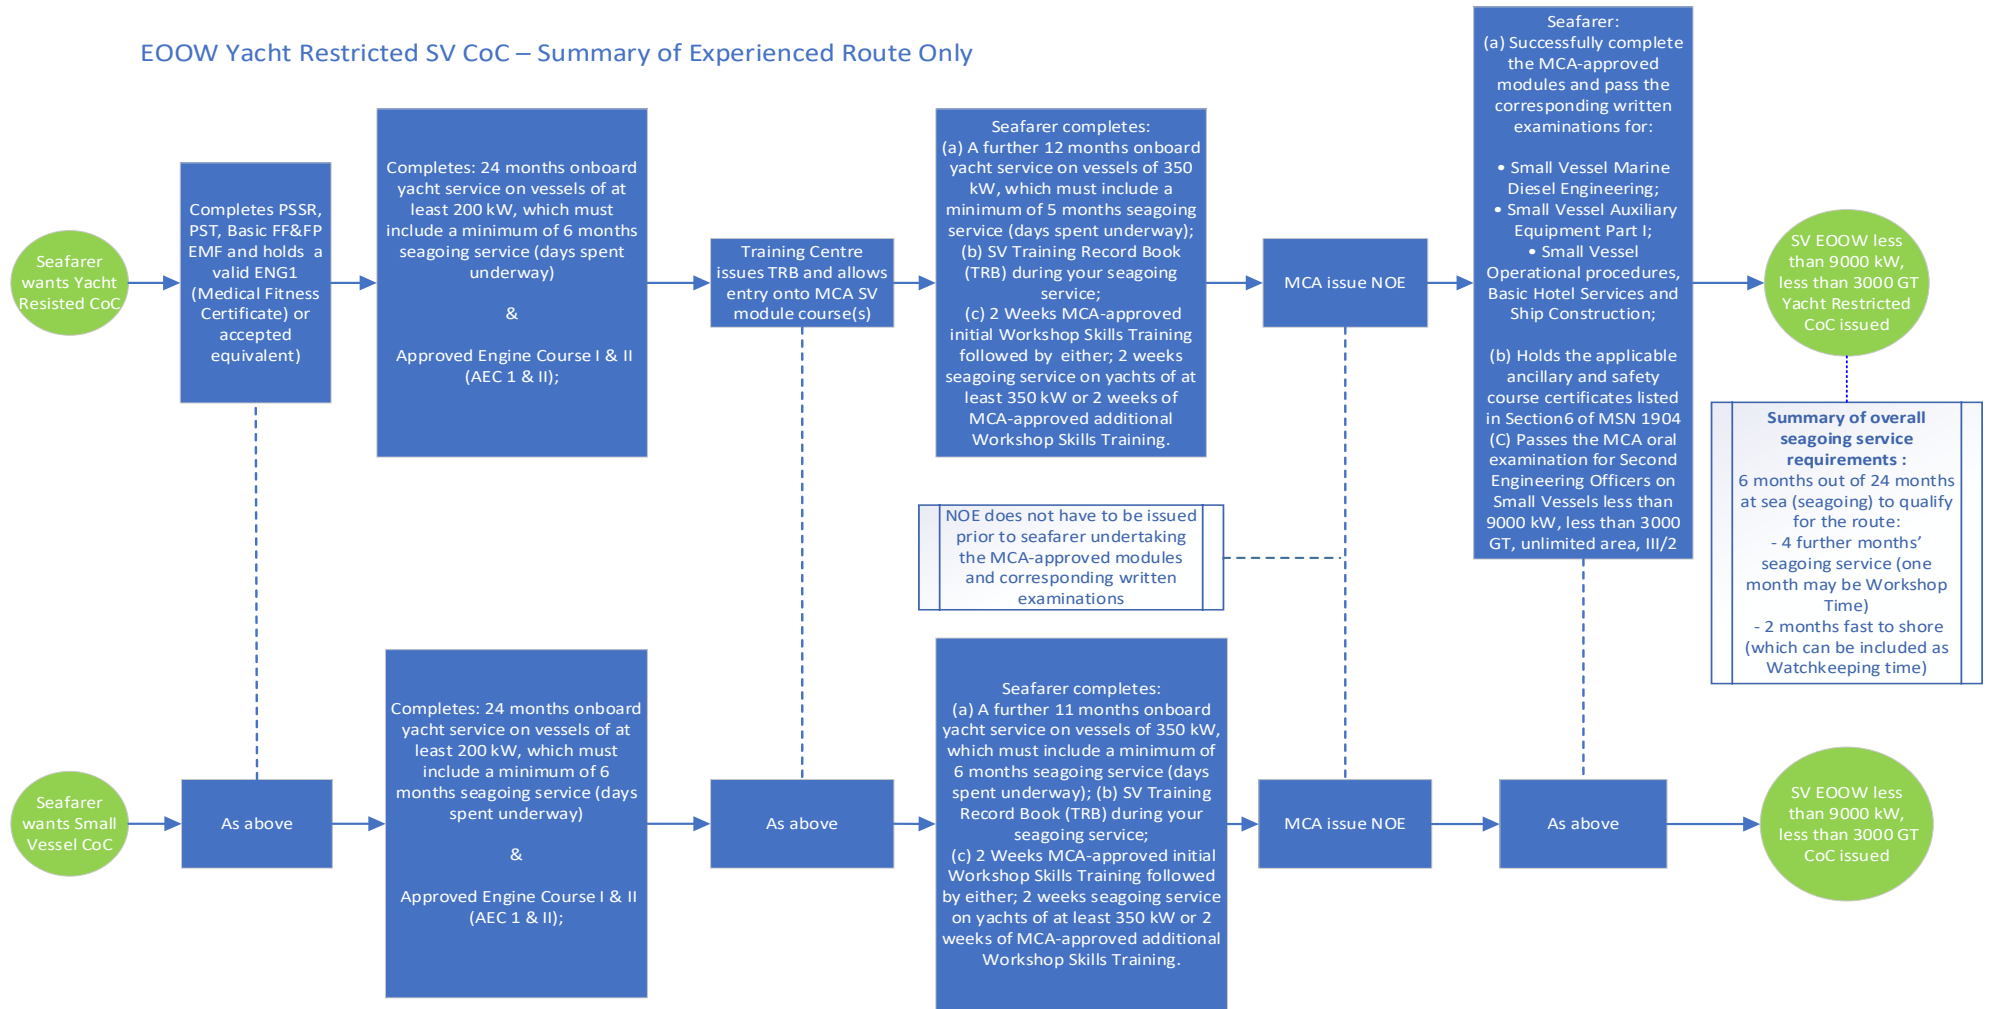 EOOW Yacht Restricted SV CoC – Summary of Experienced Route Only
Seafarer
wants Yacht
Resisted CoC
Completes PSSR,
PST, Basic FF&FP
EMF and holds a
valid ENG1
(Medical Fitness
Certificate) or
accepted
equivalent)
Completes: 24 months onboard
yacht service on vessels of at
least 200 kW, which must
include a minimum of 6 months
seagoing service (days spent
underway)
&
Approved Engine Course I & II
(AEC 1 & II);
Training Centre
issues TRB and allows
entry onto MCA SV
module course(s)
Seafarer completes:
(a) A further 12 months onboard
yacht service on vessels of 350
kW, which must include a
minimum of 5 months seagoing
service (days spent underway);
(b) SV Training Record Book
(TRB) during your seagoing
service;
(c) 2 Weeks MCA-approved
initial Workshop Skills Training
followed by either; 2 weeks
seagoing service on yachts of at
least 350 kW or 2 weeks of
MCA-approved additional
Workshop Skills Training.
MCA issue NOE
Seafarer:
(a) Successfully complete
the MCA-approved
modules and pass the
corresponding written
examinations for:
• Small Vessel Marine
Diesel Engineering;
• Small Vessel Auxiliary
Equipment Part I;
• Small Vessel
Operational procedures,
Basic Hotel Services and
Ship Construction;
(b) Holds the applicable
ancillary and safety
course certificates listed
in Section6 of MSN 1904
(C) Passes the MCA oral
examination for Second
Engineering Officers on
Small Vessels less than
9000 kW, less than 3000
GT, unlimited area, III/2
SV EOOW less
than 9000 kW,
less than 3000 GT
Yacht Restricted
CoC issued
Summary of overall
seagoing service
requirements :
6 months out of 24 months
at sea (seagoing) to qualify
for the route:
- 4 further months’
seagoing service (one
month may be Workshop
Time)
- 2 months fast to shore
(which can be included as
Watchkeeping time)
NOE does not have to be issued
prior to seafarer undertaking
the MCA-approved modules
and corresponding written
examinations
Seafarer
wants Small
Vessel CoC
As above
Completes: 24 months onboard
yacht service on vessels of at
least 200 kW, which must
include a minimum of 6
months seagoing service (days
spent underway)
&
Approved Engine Course I & II
(AEC 1 & II);
As above
Seafarer completes:
(a) A further 11 months onboard
yacht service on vessels of 350 kW,
which must include a minimum of
6 months seagoing service (days
spent underway); (b) SV Training
Record Book (TRB) during your
seagoing service;
(c) 2 Weeks MCA-approved initial
Workshop Skills Training followed
by either; 2 weeks seagoing service
on yachts of at least 350 kW or 2
weeks of MCA-approved additional
Workshop Skills Training.
MCA issue NOE
As above
SV EOOW less
than 9000 kW,
less than 3000 GT
CoC issued